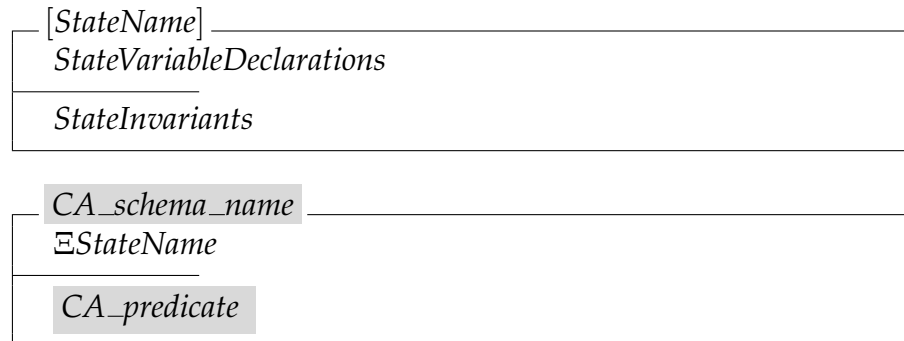 [StateName]
StateVariableDeclarations
StateInvariants
CA_schema_name
ΞStateName
CA_predicate